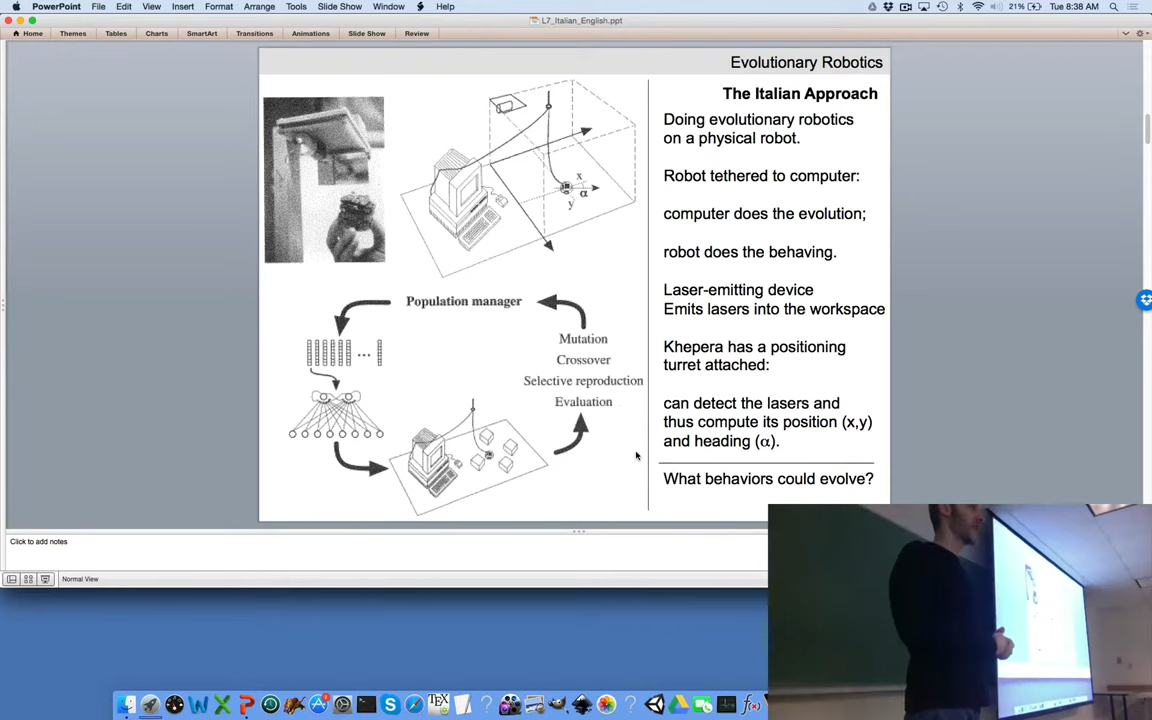 PowerPoint File Edit View Insert Format Arrange Tools Slide Show Window Help 21% Tue 8:38 AM
L7_Italian_English.ppt
Home Themes Tables Charts SmartArt Transitions Animations Slide Show Review
Evolutionary Robotics
The Italian Approach
Doing evolutionary robotics
on a physical robot.
Robot tethered to computer:
computer does the evolution;
robot does the behaving.
Laser-emitting device
Emits lasers into the workspace
Khepera has a positioning
turret attached:
can detect the lasers and
thus compute its position (x,y)
and heading (α).
What behaviors could evolve?
x
α
y
Population manager
...
Mutation
Crossover
Selective reproduction
Evaluation
Click to add notes
Normal View